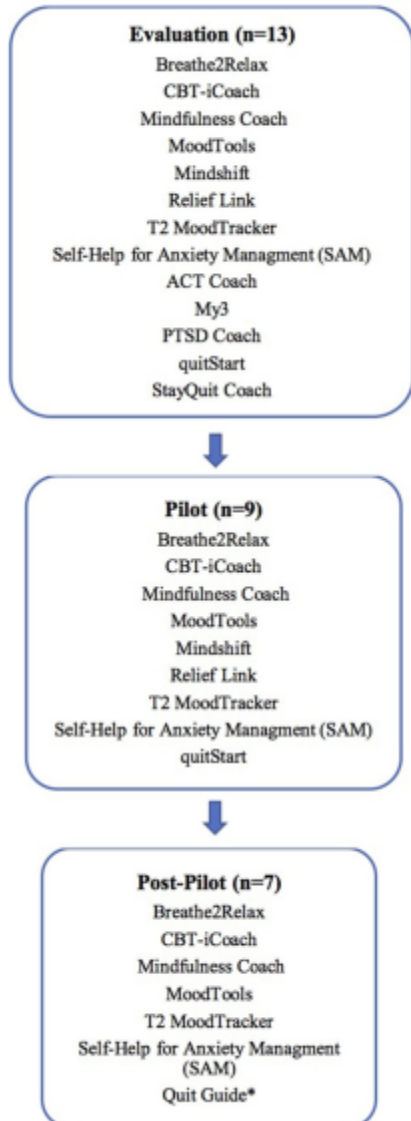 Evaluation (n=13)
Breathe2Relax
CBT-iCoach
Mindfulness Coach
MoodTools
Mindshift
Relief Link
T2 MoodTracker
Self-Help for Anxiety Managment (SAM)
ACT Coach
My3
PTSD Coach
quitStart
StayQuit Coach
Pilot (n=9)
Breathe2Relax
CBT-iCoach
Mindfulness Coach
MoodTools
Mindshift
Relief Link
T2 MoodTracker
Self-Help for Anxiety Managment (SAM)
quitStart
Post-Pilot (n=7)
Breathe2Relax
CBT-iCoach
Mindfulness Coach
MoodTools
T2 MoodTracker
Self-Help for Anxiety Managment
(SAM)
Quit Guide*